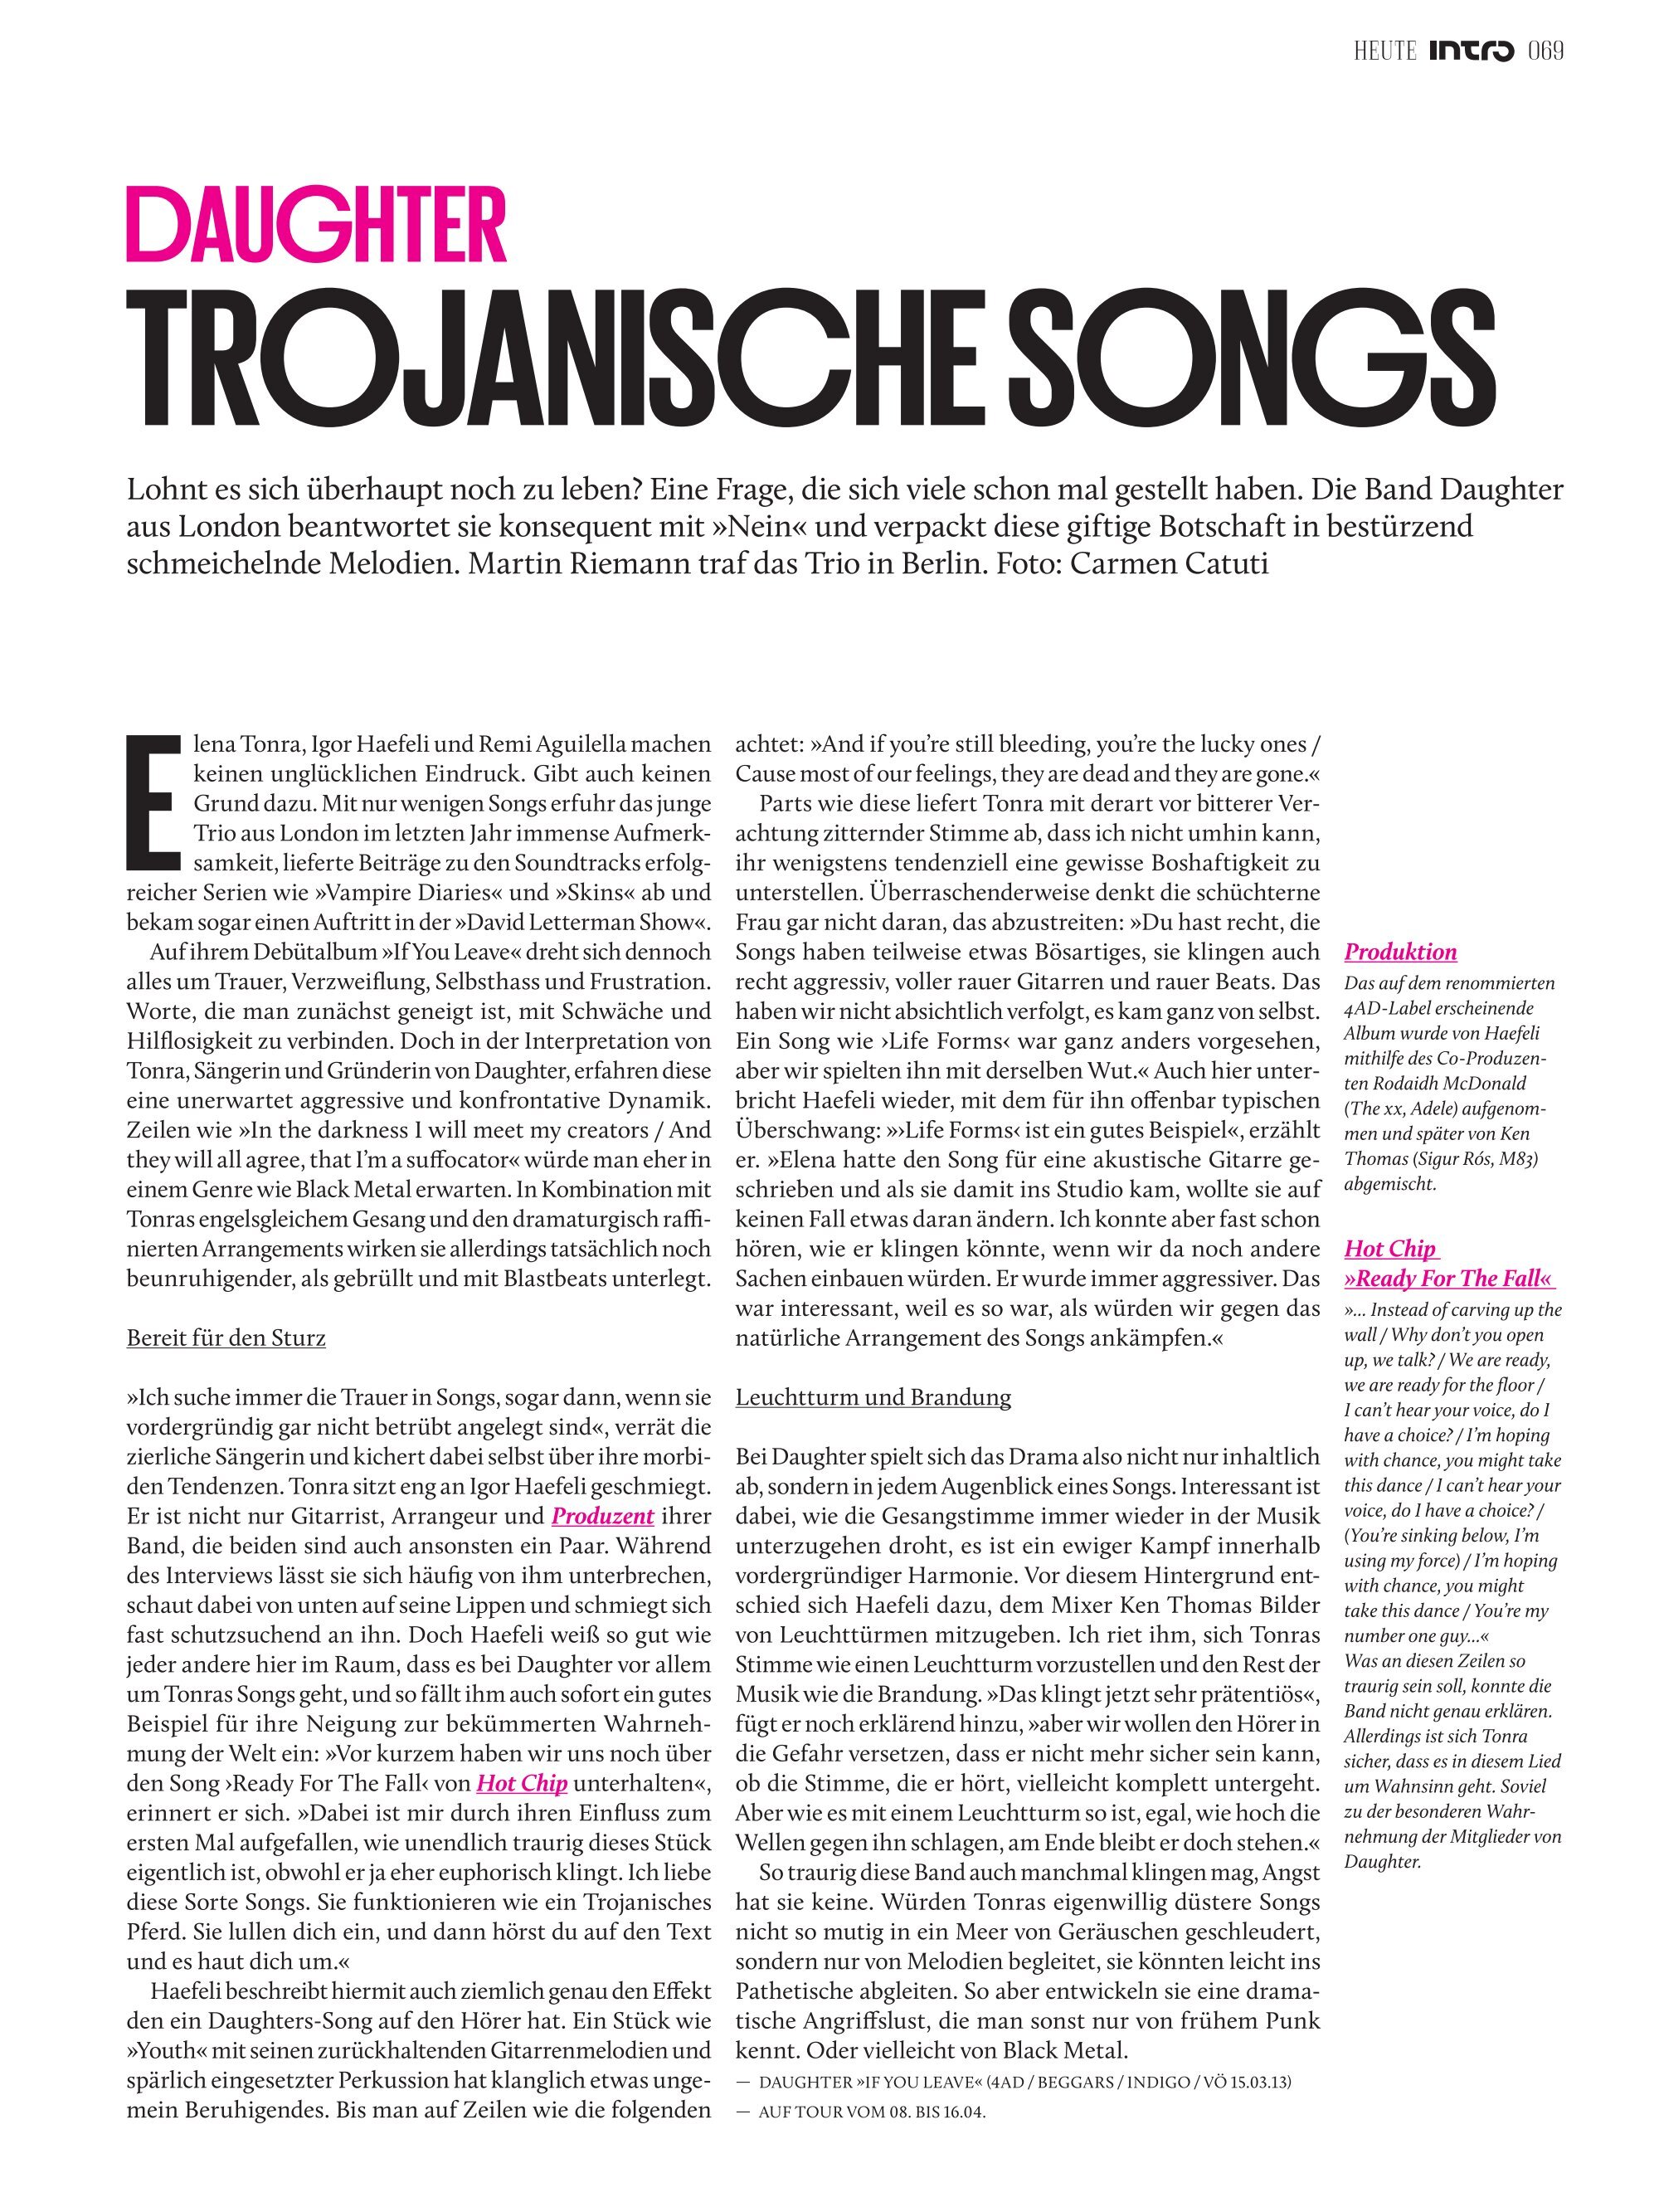 HEUTE intro 069
DAUGHTER
TROJANISCHE SONGS
Lohnt es sich überhaupt noch zu leben? Eine Frage, die sich viele schon mal gestellt haben. Die Band Daughter
aus London beantwortet sie konsequent mit »Nein« und verpackt diese giftige Botschaft in bestürzend
schmeichelnde Melodien. Martin Riemann traf das Trio in Berlin. Foto: Carmen Catuti
Elena Tonra, Igor Haefeli und Remi Aguilella machen
keinen unglücklichen Eindruck. Gibt auch keinen
Grund dazu. Mit nur wenigen Songs erfuhr das junge
Trio aus London im letzten Jahr immense Aufmerk-
samkeit, lieferte Beiträge zu den Soundtracks erfolg-
reicher Serien wie »Vampire Diaries« und »Skins« ab und
bekam sogar einen Auftritt in der »David Letterman Show«.
Auf ihrem Debütalbum »If You Leave« dreht sich dennoch
alles um Trauer, Verzweiflung, Selbsthass und Frustration.
Worte, die man zunächst geneigt ist, mit Schwäche und
Hilflosigkeit zu verbinden. Doch in der Interpretation von
Tonra, Sängerin und Gründerin von Daughter, erfahren diese
eine unerwartet aggressive und konfrontative Dynamik.
Zeilen wie »In the darkness I will meet my creators / And
they will all agree, that I'm a suffocator« würde man eher in
einem Genre wie Black Metal erwarten. In Kombination mit
Tonras engelsgleichem Gesang und den dramaturgisch raffi-
nierten Arrangements wirken sie allerdings tatsächlich noch
beunruhigender, als gebrüllt und mit Blastbeats unterlegt.
Bereit für den Sturz
»Ich suche immer die Trauer in Songs, sogar dann, wenn sie
vordergründig gar nicht betrübt angelegt sind«, verrät die
zierliche Sängerin und kichert dabei selbst über ihre morbi-
den Tendenzen. Tonra sitzt eng an Igor Haefeli geschmiegt.
Er ist nicht nur Gitarrist, Arrangeur und Produzent ihrer
Band, die beiden sind auch ansonsten ein Paar. Während
des Interviews lässt sie sich häufig von ihm unterbrechen,
schaut dabei von unten auf seine Lippen und schmiegt sich
fast schutzsuchend an ihn. Doch Haefeli weiß so gut wie
jeder andere hier im Raum, dass es bei Daughter vor allem
um Tonras Songs geht, und so fällt ihm auch sofort ein gutes
Beispiel für ihre Neigung zur bekümmerten Wahrneh-
mung der Welt ein: »Vor kurzem haben wir uns noch über
den Song ›Ready For The Fall‹ von Hot Chip unterhalten«,
erinnert er sich. »Dabei ist mir durch ihren Einfluss zum
ersten Mal aufgefallen, wie unendlich traurig dieses Stück
eigentlich ist, obwohl er ja eher euphorisch klingt. Ich liebe
diese Sorte Songs. Sie funktionieren wie ein Trojanisches
Pferd. Sie lullen dich ein, und dann hörst du auf den Text
und es haut dich um.«
Haefeli beschreibt hiermit auch ziemlich genau den Effekt
den ein Daughters-Song auf den Hörer hat. Ein Stück wie
»Youth« mit seinen zurückhaltenden Gitarrenmelodien und
spärlich eingesetzter Perkussion hat klanglich etwas unge-
mein Beruhigendes. Bis man auf Zeilen wie die folgenden
achtet: »And if you're still bleeding, you're the lucky ones /
Cause most of our feelings, they are dead and they are gone.«
Parts wie diese liefert Tonra mit derart vor bitterer Ver-
achtung zitternder Stimme ab, dass ich nicht umhin kann,
ihr wenigstens tendenziell eine gewisse Boshaftigkeit zu
unterstellen. Überraschenderweise denkt die schüchterne
Frau gar nicht daran, das abzustreiten: »Du hast recht, die
Songs haben teilweise etwas Bösartiges, sie klingen auch
recht aggressiv, voller rauer Gitarren und rauer Beats. Das
haben wir nicht absichtlich verfolgt, es kam ganz von selbst.
Ein Song wie ›Life Forms‹ war ganz anders vorgesehen,
aber wir spielten ihn mit derselben Wut.« Auch hier unter-
bricht Haefeli wieder, mit dem für ihn offenbar typischen
Überschwang: »›Life Forms‹ ist ein gutes Beispiel«, erzählt
er. »Elena hatte den Song für eine akustische Gitarre ge-
schrieben und als sie damit ins Studio kam, wollte sie auf
keinen Fall etwas daran ändern. Ich konnte aber fast schon
hören, wie er klingen könnte, wenn wir da noch andere
Sachen einbauen würden. Er wurde immer aggressiver. Das
war interessant, weil es so war, als würden wir gegen das
natürliche Arrangement des Songs ankämpfen.«
Leuchtturm und Brandung
Bei Daughter spielt sich das Drama also nicht nur inhaltlich
ab, sondern in jedem Augenblick eines Songs. Interessant ist
dabei, wie die Gesangstimme immer wieder in der Musik
unterzugehen droht, es ist ein ewiger Kampf innerhalb
vordergründiger Harmonie. Vor diesem Hintergrund ent-
schied sich Haefeli dazu, dem Mixer Ken Thomas Bilder
von Leuchttürmen mitzugeben. Ich riet ihm, sich Tonras
Stimme wie einen Leuchtturm vorzustellen und den Rest der
Musik wie die Brandung. »Das klingt jetzt sehr prätentiös«,
fügt er noch erklärend hinzu, »aber wir wollen den Hörer in
die Gefahr versetzen, dass er nicht mehr sicher sein kann,
ob die Stimme, die er hört, vielleicht komplett untergeht.
Aber wie es mit einem Leuchtturm so ist, egal, wie hoch die
Wellen gegen ihn schlagen, am Ende bleibt er doch stehen.«
So traurig diese Band auch manchmal klingen mag, Angst
hat sie keine. Würden Tonras eigenwillig düstere Songs
nicht so mutig in ein Meer von Geräuschen geschleudert,
sondern nur von Melodien begleitet, sie könnten leicht ins
Pathetische abgleiten. So aber entwickeln sie eine drama-
tische Angriffslust, die man sonst nur von frühem Punk
kennt. Oder vielleicht von Black Metal.
— DAUGHTER »IF YOU LEAVE« (4AD / BEGGARS / INDIGO / VÖ 15.03.13)
— AUF TOUR VOM 08. BIS 16.04.
Produktion
Das auf dem renommierten
4AD-Label erscheinende
Album wurde von Haefeli
mithilfe des Co-Produzen-
ten Rodaidh McDonald
(The xx, Adele) aufgenom-
men und später von Ken
Thomas (Sigur Rós, M83)
abgemischt.
Hot Chip
»Ready For The Fall«
»... Instead of carving up the
wall / Why don't you open
up, we talk? / We are ready,
we are ready for the floor /
I can't hear your voice, do I
have a choice? / I'm hoping
with chance, you might take
this dance / I can't hear your
voice, do I have a choice? /
(You're sinking below, I'm
using my force) / I'm hoping
with chance, you might
take this dance / You're my
number one guy...«
Was an diesen Zeilen so
traurig sein soll, konnte die
Band nicht genau erklären.
Allerdings ist sich Tonra
sicher, dass es in diesem Lied
um Wahnsinn geht. Soviel
zu der besonderen Wahr-
nehmung der Mitglieder von
Daughter.